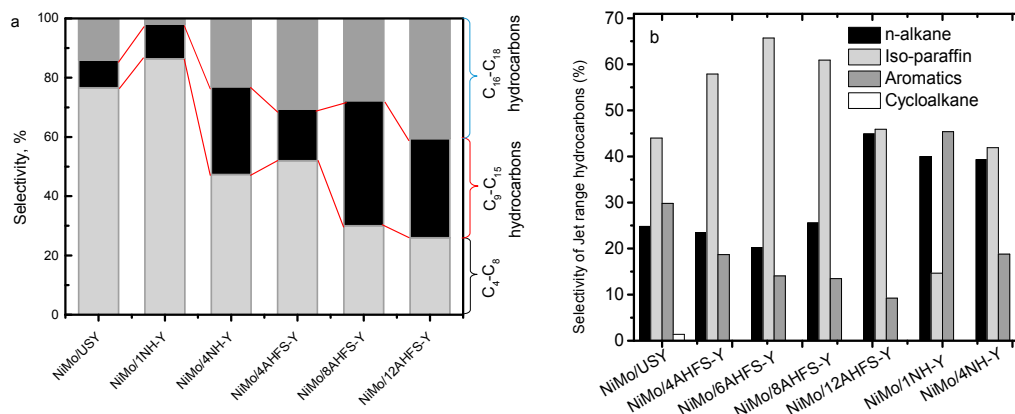 a
Selectivity, %
100
80
60
40
20
0
NiMo/USY
NiMo/1NH-Y
NiMo/4NH-Y
NiMo/4AHFS-Y
NiMo/8AHFS-Y
NiMo/12AHFS-Y
C₁₆-C₁₈
hydrocarbons
C₉-C₁₅
hydrocarbons
C₄-C₈
b
Selectivity of Jet range hydrocarbons (%)
70
60
50
40
30
20
10
0
n-alkane
Iso-paraffin
Aromatics
Cycloalkane
NiMo/USY
NiMo/4AHFS-Y
NiMo/6AHFS-Y
NiMo/8AHFS-Y
NiMo/12AHFS-Y
NiMo/1NH-Y
NiMo/4NH-Y